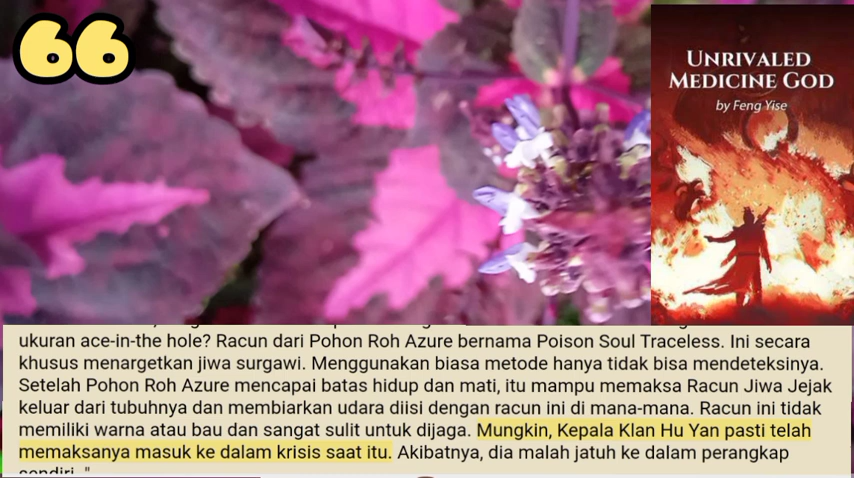 66
UNRIVALED
MEDICINE GOD
by Feng Yise
ukuran ace-in-the hole? Racun dari Pohon Roh Azure bernama Poison Soul Traceless. Ini secara
khusus menargetkan jiwa surgawi. Menggunakan biasa metode hanya tidak bisa mendeteksinya.
Setelah Pohon Roh Azure mencapai batas hidup dan mati, itu mampu memaksa Racun Jiwa Jejak
keluar dari tubuhnya dan membiarkan udara diisi dengan racun ini di mana-mana. Racun ini tidak
memiliki warna atau bau dan sangat sulit untuk dijaga. Mungkin, Kepala Klan Hu Yan pasti telah
memaksanya masuk ke dalam krisis saat itu. Akibatnya, dia malah jatuh ke dalam perangkap
sendiri. "